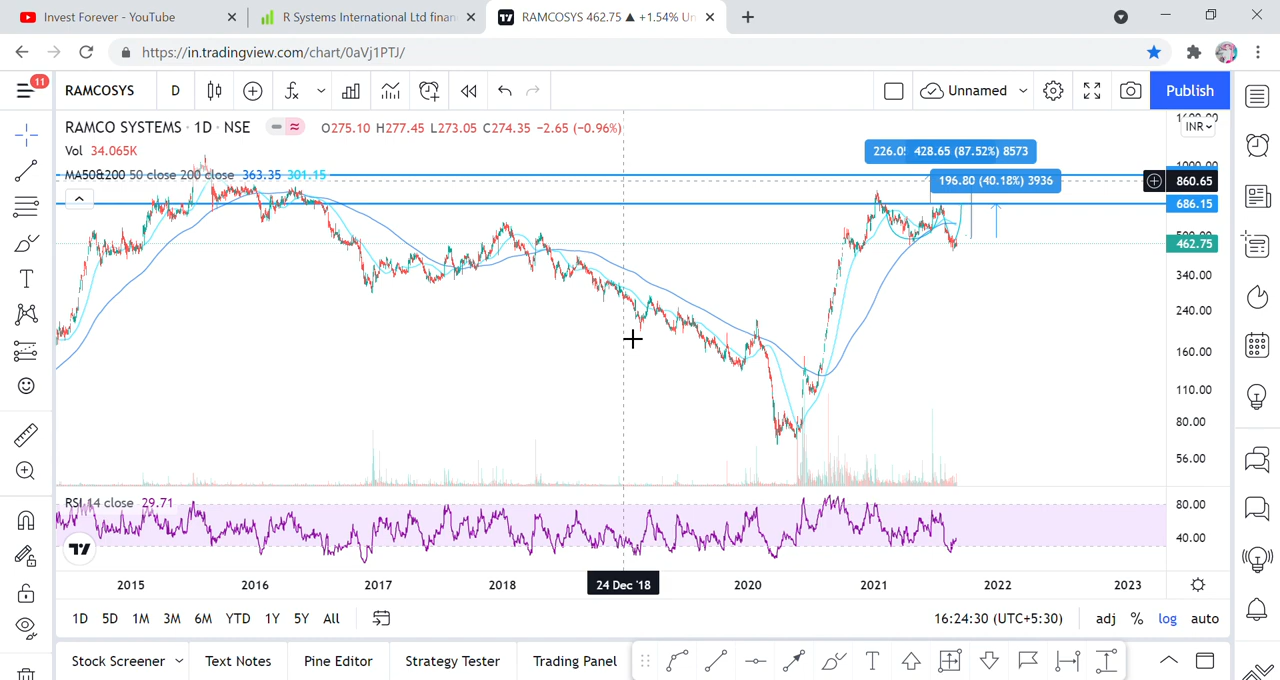 Invest Forever - YouTube
R Systems International Ltd finan
RAMCOSYS 462.75 ▲ +1.54% Un
https://in.tradingview.com/chart/0aVj1PTJ/
11
RAMCOSYS
D
Unnamed
Publish
RAMCO SYSTEMS · 1D · NSE
O275.10 H277.45 L273.05 C274.35 −2.65 (−0.96%)
Vol 34.065K
MA50&200 50 close 200 close 363.35 301.15
428.65 (87.52%) 8573
196.80 (40.18%) 3936
INR
1000.00
860.65
686.15
500.00
462.75
340.00
240.00
160.00
110.00
80.00
56.00
RSI 14 close 29.71
80.00
40.00
2015
2016
2017
2018
24 Dec '18
2020
2021
2022
2023
1D
5D
1M
3M
6M
YTD
1Y
5Y
All
16:24:30 (UTC+5:30)
adj
%
log
auto
Stock Screener
Text Notes
Pine Editor
Strategy Tester
Trading Panel